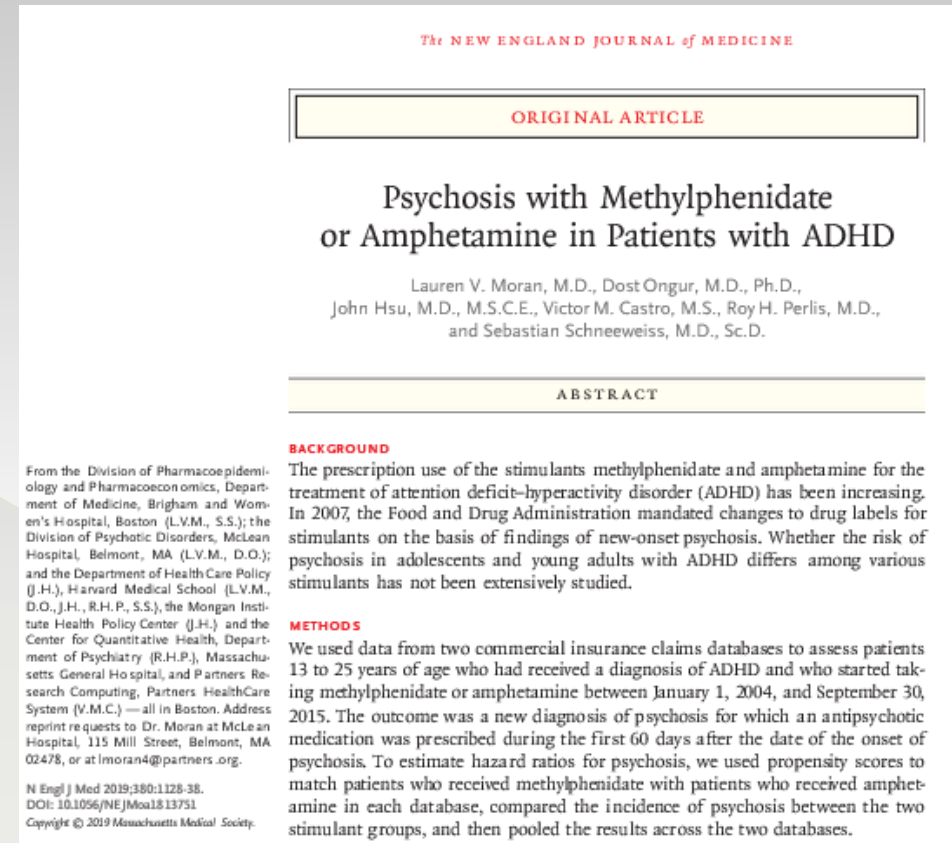 The NEW ENGLAND JOURNAL of MEDICINE
ORIGINAL ARTICLE
Psychosis with Methylphenidate
or Amphetamine in Patients with ADHD
Lauren V. Moran, M.D., Dost Ongur, M.D., Ph.D.,
John Hsu, M.D., M.S.C.E., Victor M. Castro, M.S., Roy H. Perlis, M.D.,
and Sebastian Schneeweiss, M.D., Sc.D.
ABSTRACT
From the Division of Pharmacoepidemi-
ology and Pharmacoeconomics, Depart-
ment of Medicine, Brigham and Wom-
en's Hospital, Boston (L.V.M., S.S.); the
Division of Psychotic Disorders, McLean
Hospital, Belmont, MA (L.V.M., D.O.);
and the Department of Health Care Policy
(J.H.), Harvard Medical School (L.V.M.,
D.O., J.H., R.H.P., S.S.), the Mongan Insti-
tute Health Policy Center (J.H.) and the
Center for Quantitative Health, Depart-
ment of Psychiatry (R.H.P.), Massachu-
setts General Hospital, and Partners Re-
search Computing, Partners HealthCare
System (V.M.C.) — all in Boston. Address
reprint requests to Dr. Moran at McLean
Hospital, 115 Mill Street, Belmont, MA
02478, or at lmoran4@partners.org.
N Engl J Med 2019;380:1128-38.
DOI: 10.1056/NEJMoa1813751
Copyright © 2019 Massachusetts Medical Society.
BACKGROUND
The prescription use of the stimulants methylphenidate and amphetamine for the
treatment of attention deficit–hyperactivity disorder (ADHD) has been increasing.
In 2007, the Food and Drug Administration mandated changes to drug labels for
stimulants on the basis of findings of new-onset psychosis. Whether the risk of
psychosis in adolescents and young adults with ADHD differs among various
stimulants has not been extensively studied.
METHODS
We used data from two commercial insurance claims databases to assess patients
13 to 25 years of age who had received a diagnosis of ADHD and who started tak-
ing methylphenidate or amphetamine between January 1, 2004, and September 30,
2015. The outcome was a new diagnosis of psychosis for which an antipsychotic
medication was prescribed during the first 60 days after the date of the onset of
psychosis. To estimate hazard ratios for psychosis, we used propensity scores to
match patients who received methylphenidate with patients who received amphet-
amine in each database, compared the incidence of psychosis between the two
stimulant groups, and then pooled the results across the two databases.